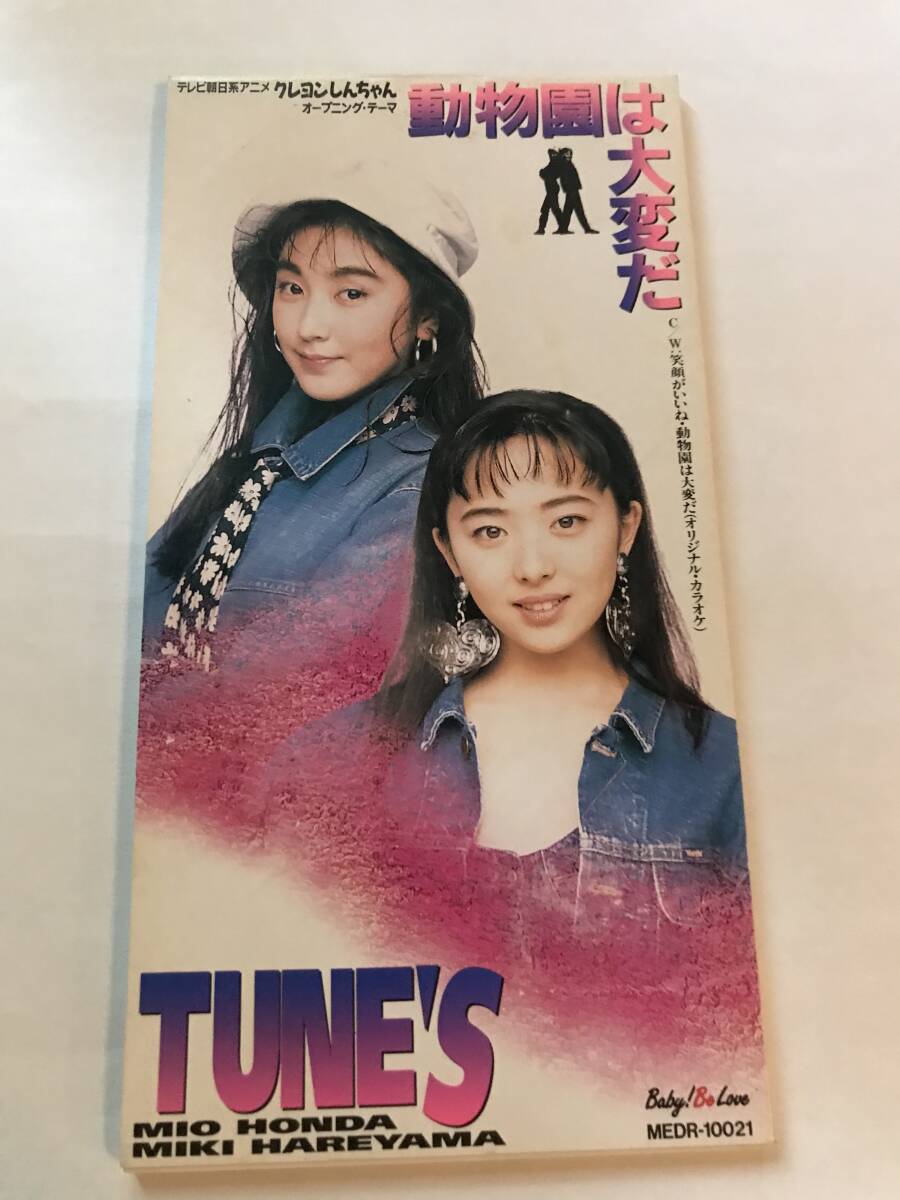 テレビ朝日系アニメ クレヨンしんちゃん
オープニング・テーマ
動物園は
大変だ
C/W:笑顔がいいね・動物園は大変だ(オリジナル・カラオケ)
TUNE'S
MIO HONDA
MIKI HAREYAMA
Baby! Be Love
MEDR-10021